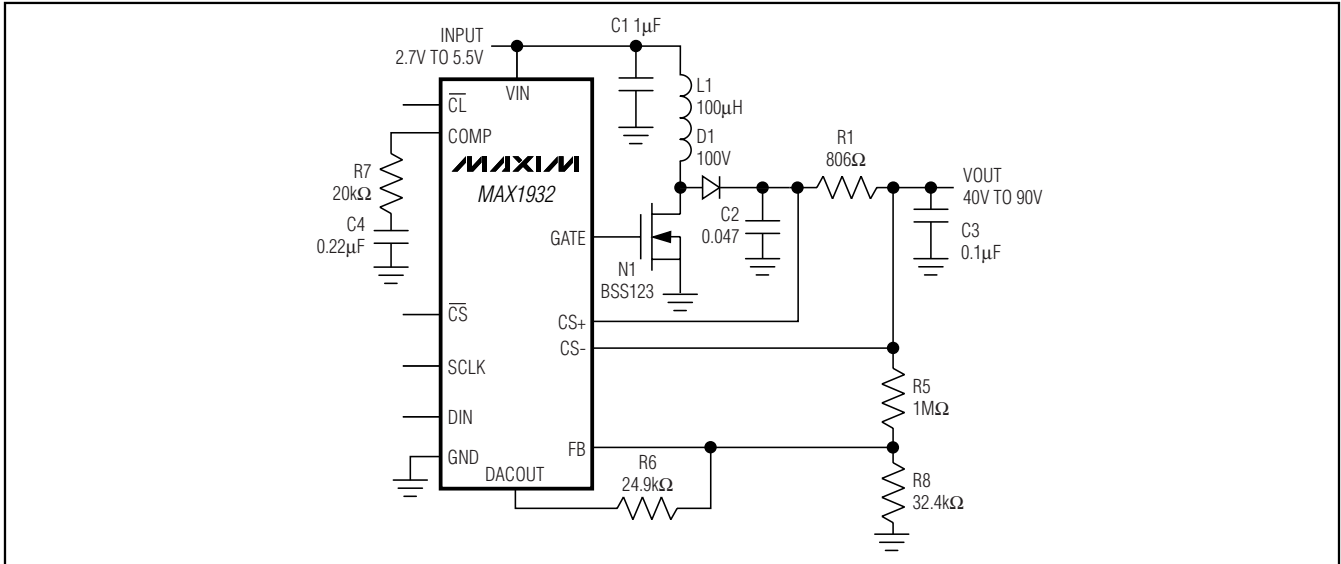 C1 1μF
INPUT
2.7V TO 5.5V
VIN
L1
100μH
CL
COMP
D1
100V
R1
806Ω
MAXIM
MAX1932
R7
20kΩ
VOUT
40V TO 90V
C4
0.22μF
C2
0.047
C3
0.1μF
GATE
N1
BSS123
CS
CS+
CS-
SCLK
R5
1MΩ
DIN
FB
GND
DACOUT
R6
24.9kΩ
R8
32.4kΩ